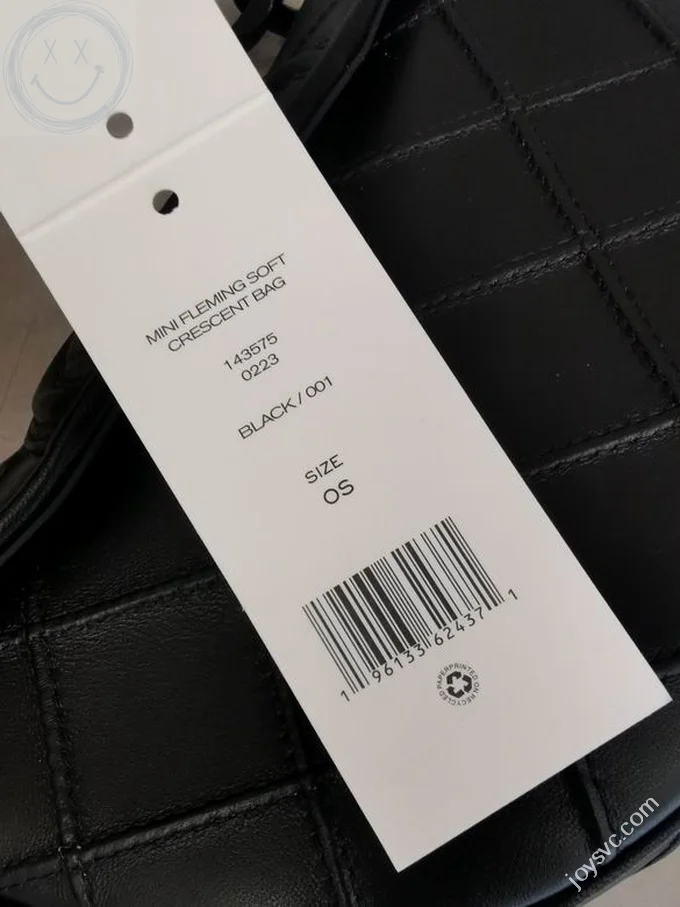 MINI FLEMING SOFT
CRESCENT BAG
143575
0223
BLACK / 001
SIZE
OS
1 96133 62437 1
PRINTED ON RECYCLED PAPER
joysvc.com